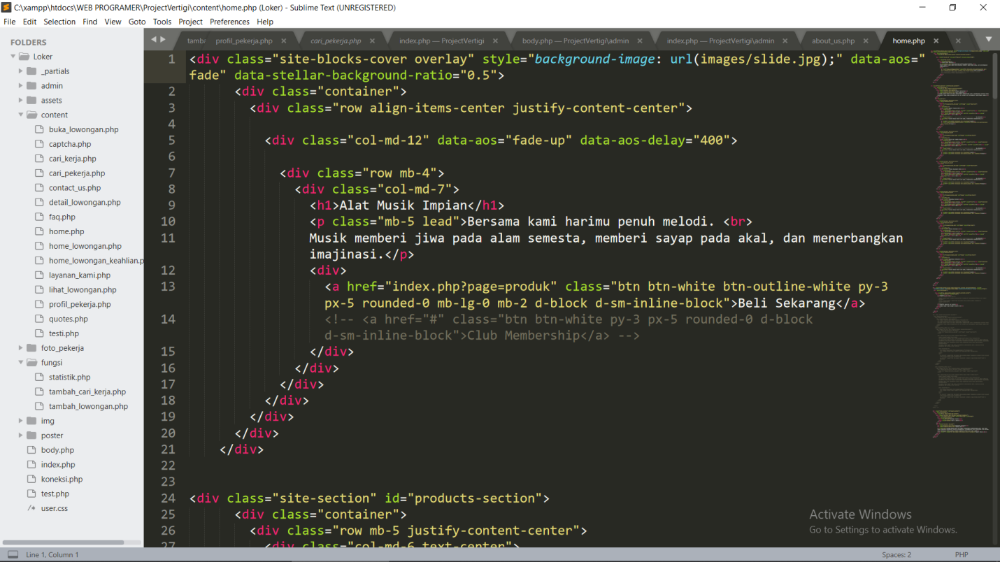 C:\xampp\htdocs\WEB PROGRAMER\ProjectVertigi\content\home.php (Loker) - Sublime Text (UNREGISTERED)
File Edit Selection Find View Goto Tools Project Preferences Help
FOLDERS
Loker
_partials
admin
assets
content
buka_lowongan.php
captcha.php
cari_kerja.php
cari_pekerja.php
contact_us.php
detail_lowongan.php
faq.php
home.php
home_lowongan.php
home_lowongan_keahlian.p
layanan_kami.php
lihat_lowongan.php
profil_pekerja.php
quotes.php
testi.php
foto_pekerja
fungsi
statistik.php
tambah_cari_kerja.php
tambah_lowongan.php
img
poster
body.php
index.php
koneksi.php
test.php
/* user.css
tamba profil_pekerja.php cari_pekerja.php index.php — ProjectVertigi body.php — ProjectVertigi\admin index.php — ProjectVertigi\admin about_us.php home.php
1 <div class="site-blocks-cover overlay" style="background-image: url(images/slide.jpg);" data-aos="
fade" data-stellar-background-ratio="0.5">
2 <div class="container">
3 <div class="row align-items-center justify-content-center">
4
5 <div class="col-md-12" data-aos="fade-up" data-aos-delay="400">
6
7 <div class="row mb-4">
8 <div class="col-md-7">
9 <h1>Alat Musik Impian</h1>
10 <p class="mb-5 lead">Bersama kami harimu penuh melodi. <br>
11 Musik memberi jiwa pada alam semesta, memberi sayap pada akal, dan menerbangkan
imajinasi.</p>
12 <div>
13 <a href="index.php?page=produk" class="btn btn-white btn-outline-white py-3
px-5 rounded-0 mb-lg-0 mb-2 d-block d-sm-inline-block">Beli Sekarang</a>
14 <!-- <a href="#" class="btn btn-white py-3 px-5 rounded-0 d-block
d-sm-inline-block">Club Membership</a> -->
15 </div>
16 </div>
17 </div>
18 </div>
19 </div>
20 </div>
21 </div>
22
23
24 <div class="site-section" id="products-section">
25 <div class="container">
26 <div class="row mb-5 justify-content-center">
27 <div class="col-md-6 text-center">
Activate Windows
Go to Settings to activate Windows.
Line 1, Column 1 Spaces: 2 PHP